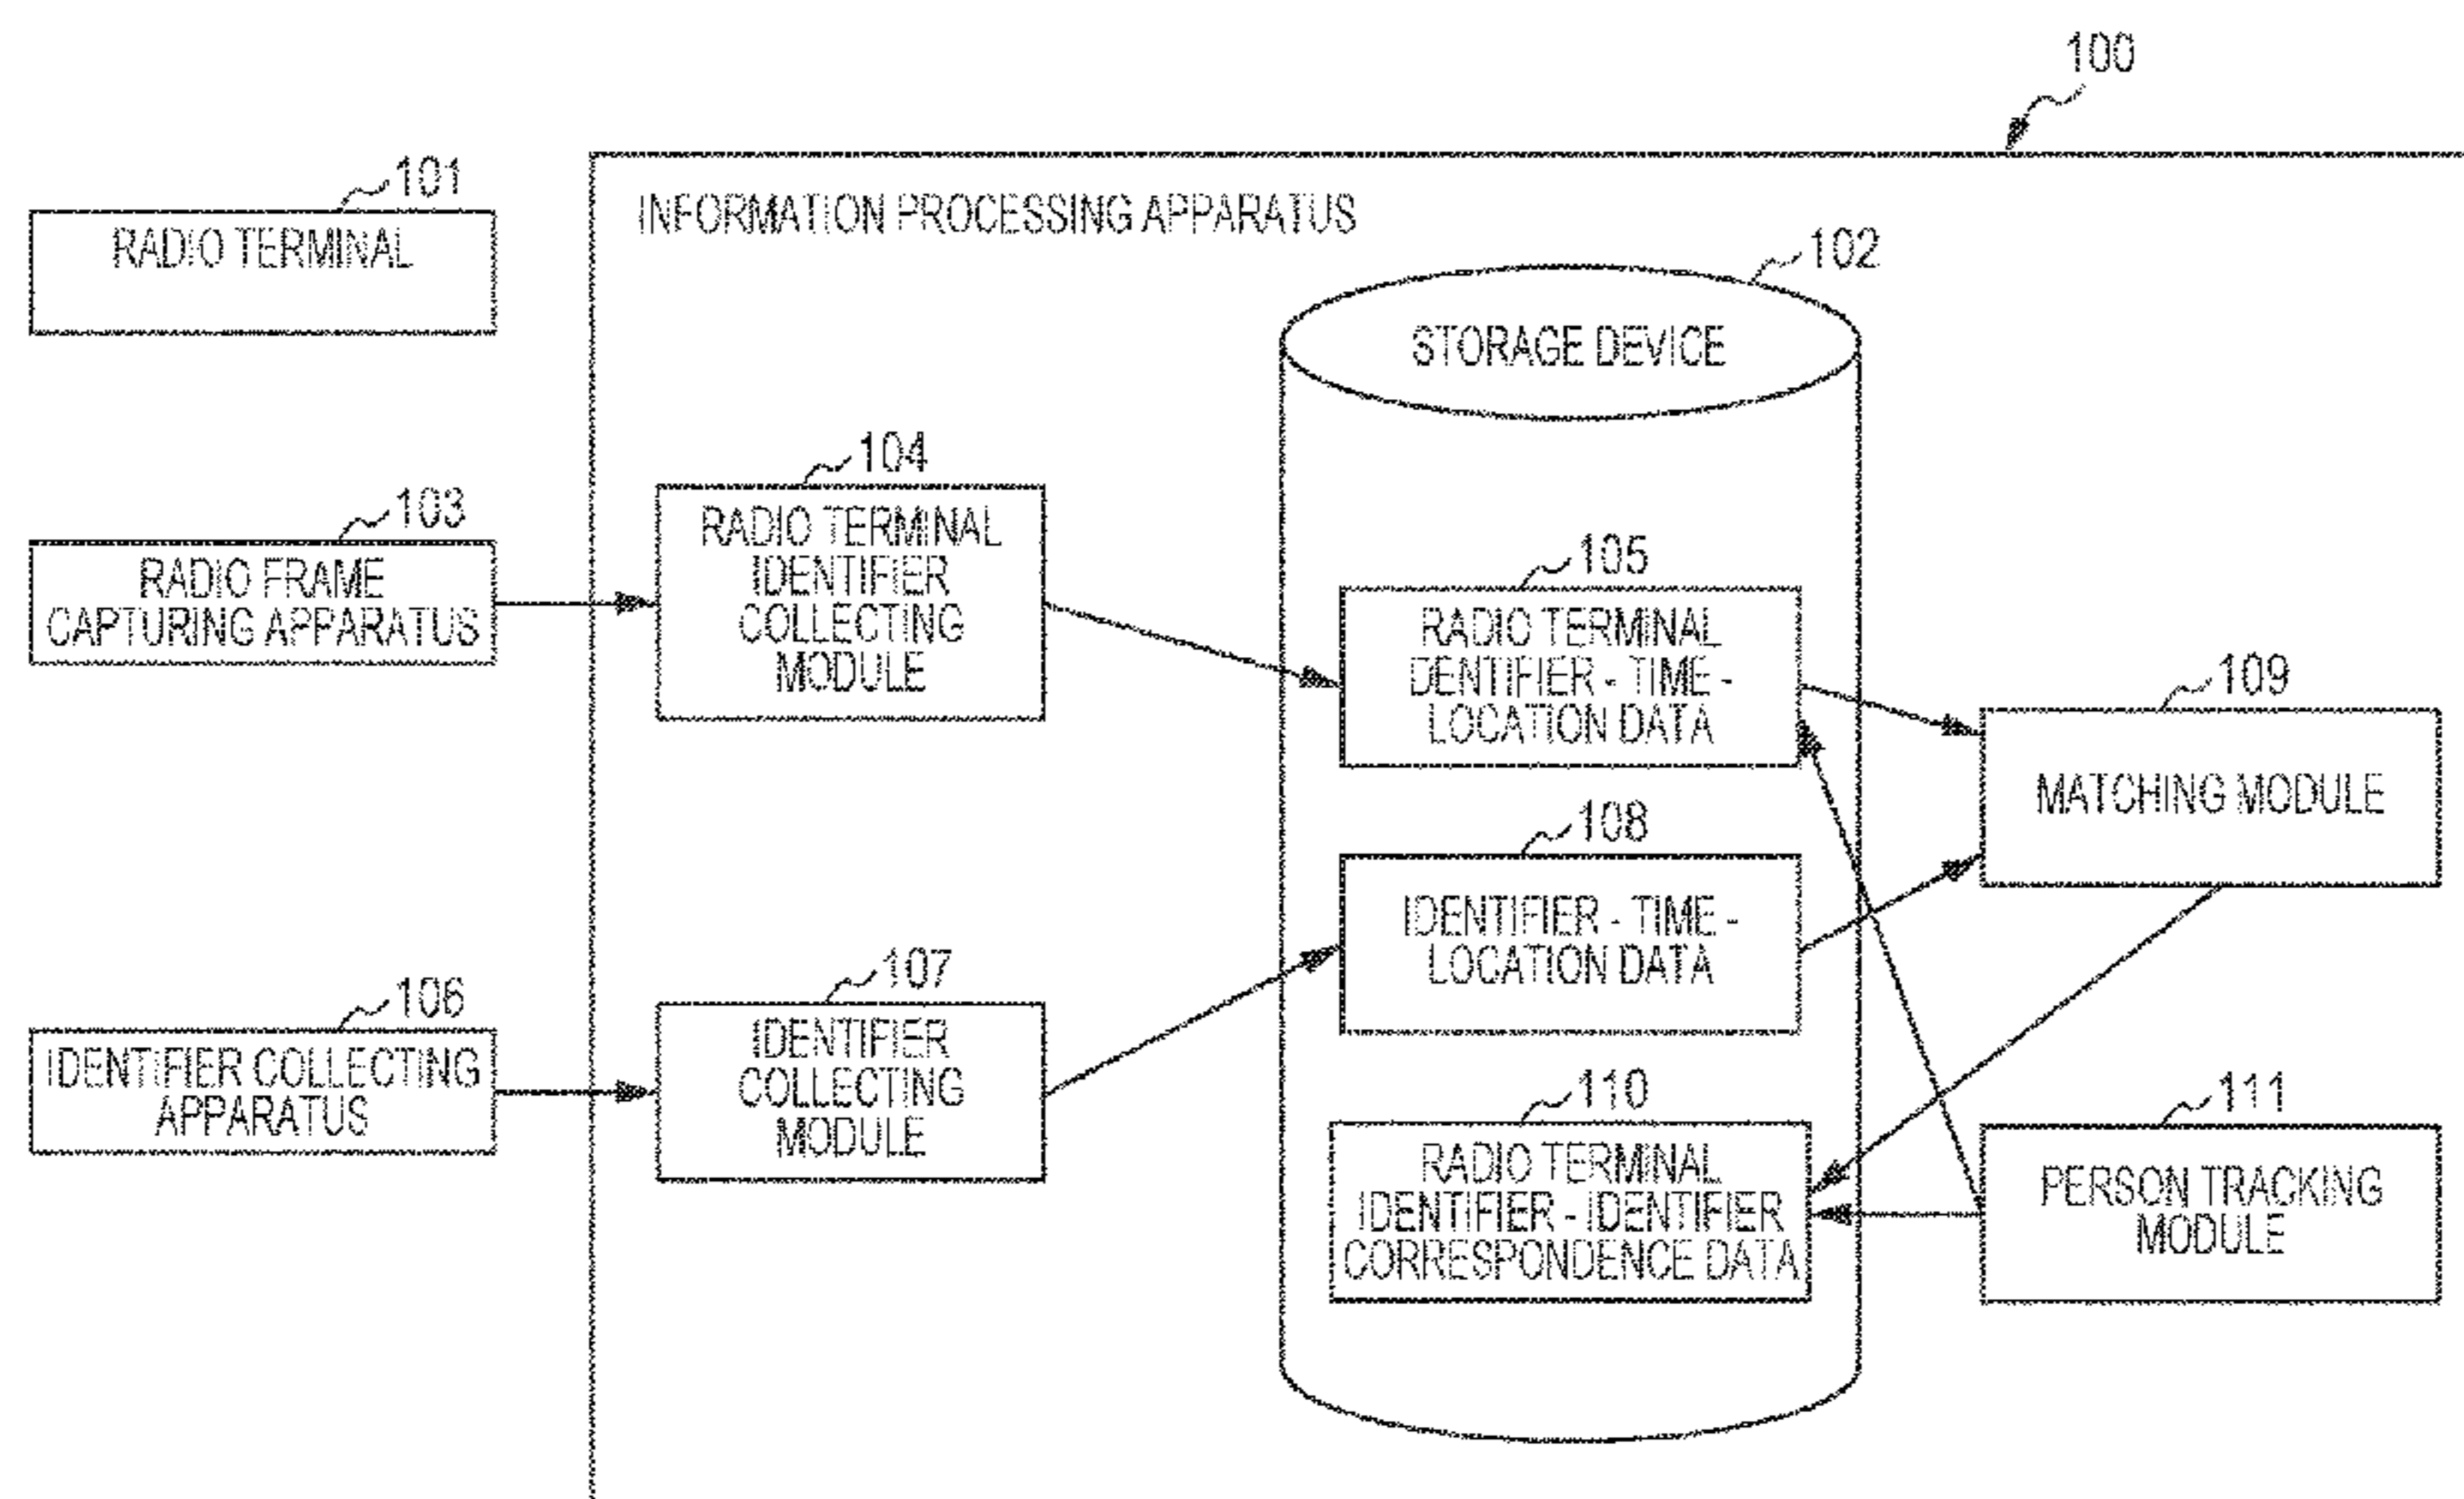 100
101
RADIO TERMINAL
INFORMATION PROCESSING APPARATUS
102
STORAGE DEVICE
103
RADIO FRAME
CAPTURING APPARATUS
104
RADIO TERMINAL
IDENTIFIER
COLLECTING
MODULE
105
RADIO TERMINAL
IDENTIFIER - TIME -
LOCATION DATA
109
MATCHING MODULE
108
IDENTIFIER - TIME -
LOCATION DATA
106
IDENTIFIER COLLECTING
APPARATUS
107
IDENTIFIER
COLLECTING
MODULE
110
RADIO TERMINAL
IDENTIFIER - IDENTIFIER
CORRESPONDENCE DATA
111
PERSON TRACKING
MODULE